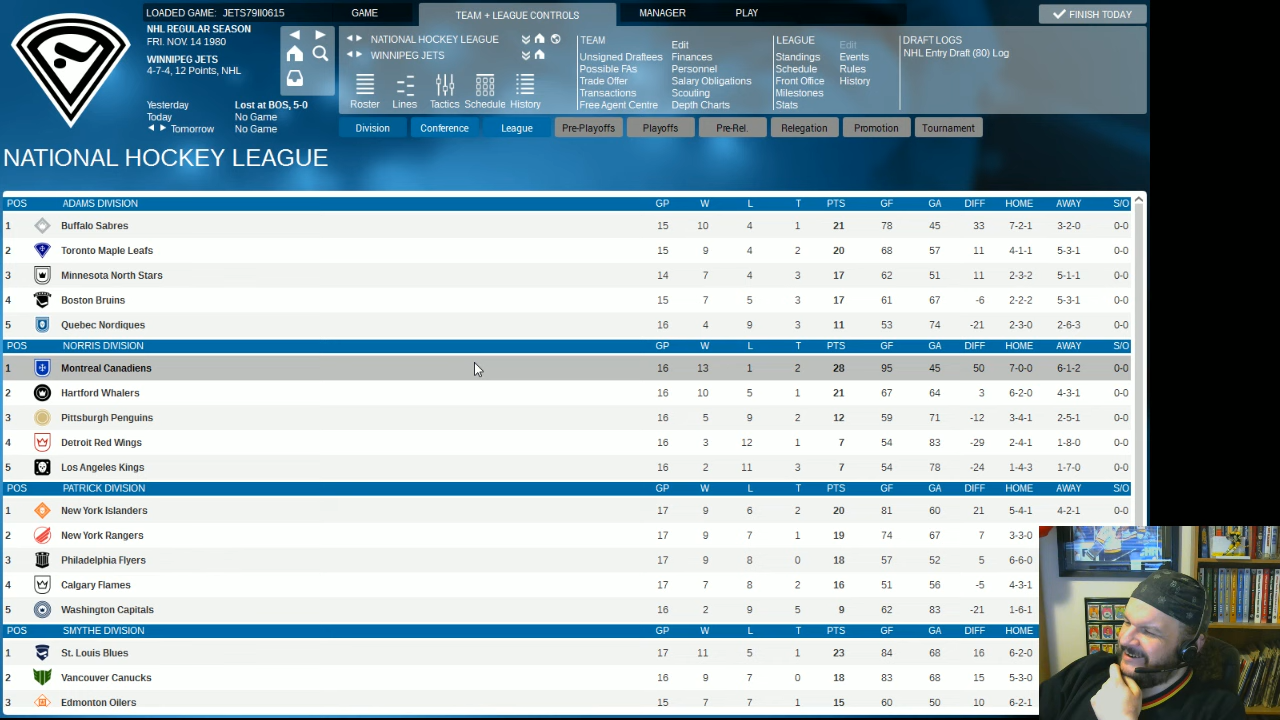 LOADED GAME: JETS79II0615
GAME
TEAM + LEAGUE CONTROLS
MANAGER
PLAY
FINISH TODAY
NHL REGULAR SEASON
FRI. NOV. 14 1980
WINNIPEG JETS
4-7-4, 12 Points, NHL
Yesterday Lost at BOS, 5-0
Today No Game
Tomorrow No Game
NATIONAL HOCKEY LEAGUE
WINNIPEG JETS
Roster Lines Tactics Schedule History
TEAM
Unsigned Draftees
Possible FAs
Trade Offer
Transactions
Free Agent Centre
Edit
Finances
Personnel
Salary Obligations
Scouting
Depth Charts
LEAGUE
Standings
Schedule
Front Office
Milestones
Stats
Edit
Events
Rules
History
DRAFT LOGS
NHL Entry Draft (80) Log
Division Conference League Pre-Playoffs Playoffs Pre-Rel. Relegation Promotion Tournament
NATIONAL HOCKEY LEAGUE
POS ADAMS DIVISION GP W L T PTS GF GA DIFF HOME AWAY S/O
1 Buffalo Sabres 15 10 4 1 21 78 45 33 7-2-1 3-2-0 0-0
2 Toronto Maple Leafs 15 9 4 2 20 68 57 11 4-1-1 5-3-1 0-0
3 Minnesota North Stars 14 7 4 3 17 62 51 11 2-3-2 5-1-1 0-0
4 Boston Bruins 15 7 5 3 17 61 67 -6 2-2-2 5-3-1 0-0
5 Quebec Nordiques 16 4 9 3 11 53 74 -21 2-3-0 2-6-3 0-0
POS NORRIS DIVISION GP W L T PTS GF GA DIFF HOME AWAY S/O
1 Montreal Canadiens 16 13 1 2 28 95 45 50 7-0-0 6-1-2 0-0
2 Hartford Whalers 16 10 5 1 21 67 64 3 6-2-0 4-3-1 0-0
3 Pittsburgh Penguins 16 5 9 2 12 59 71 -12 3-4-1 2-5-1 0-0
4 Detroit Red Wings 16 3 12 1 7 54 83 -29 2-4-1 1-8-0 0-0
5 Los Angeles Kings 16 2 11 3 7 54 78 -24 1-4-3 1-7-0 0-0
POS PATRICK DIVISION GP W L T PTS GF GA DIFF HOME AWAY S/O
1 New York Islanders 17 9 6 2 20 81 60 21 5-4-1 4-2-1 0-0
2 New York Rangers 17 9 7 1 19 74 67 7 3-3-0
3 Philadelphia Flyers 17 9 8 0 18 57 52 5 6-6-0
4 Calgary Flames 17 7 8 2 16 51 56 -5 4-3-1
5 Washington Capitals 16 2 9 5 9 62 83 -21 1-6-1
POS SMYTHE DIVISION GP W L T PTS GF GA DIFF HOME
1 St. Louis Blues 17 11 5 1 23 84 68 16 6-2-0
2 Vancouver Canucks 16 9 7 0 18 83 68 15 5-3-0
3 Edmonton Oilers 15 7 7 1 15 60 50 10 6-2-1